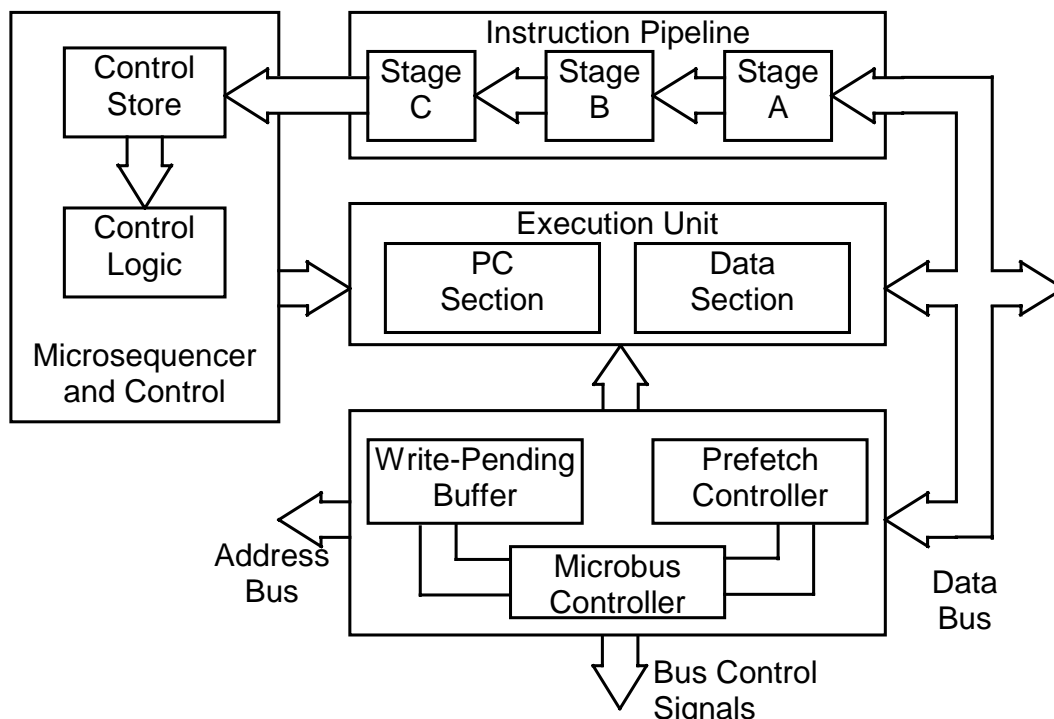 Instruction Pipeline
Control
Store
Stage
C
Stage
B
Stage
A
Control
Logic
Microsequencer
and Control
Execution Unit
PC
Section
Data
Section
Write-Pending
Buffer
Prefetch
Controller
Microbus
Controller
Address
Bus
Data
Bus
Bus Control
Signals